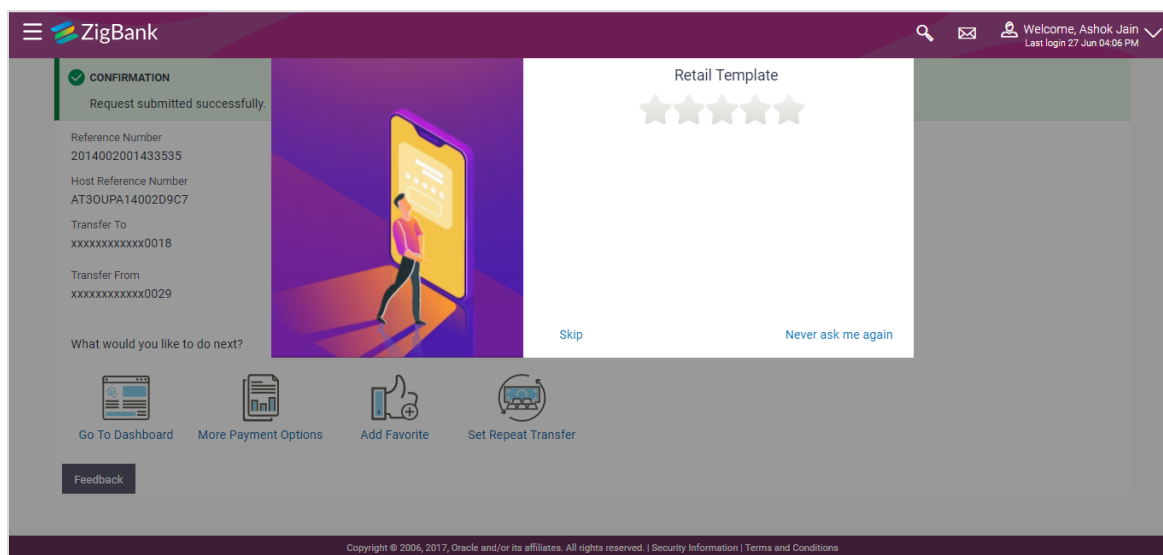 ZigBank
Welcome, Ashok Jain
Last login 27 Jun 04:06 PM
CONFIRMATION
Request submitted successfully.
Reference Number
2014002001433535
Host Reference Number
AT3OUPA14002D9C7
Transfer To
xxxxxxxxxxxx0018
Transfer From
xxxxxxxxxxxx0029
What would you like to do next?
Retail Template
Skip
Never ask me again
Go To Dashboard
More Payment Options
Add Favorite
Set Repeat Transfer
Feedback
Copyright © 2006, 2017, Oracle and/or its affiliates. All rights reserved. | Security Information | Terms and Conditions